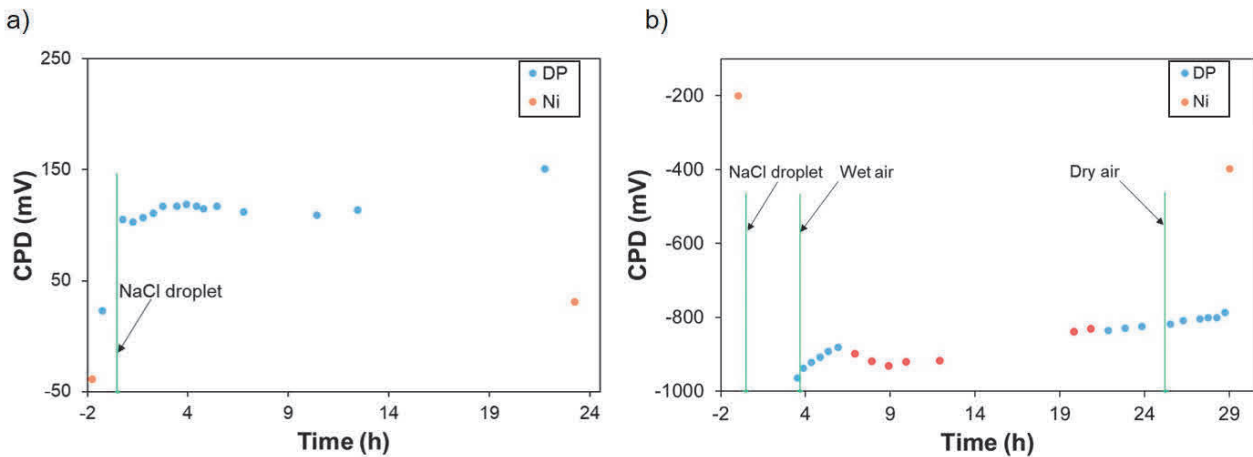 a)
250
150
50
-50
CPD (mV)
DP
Ni
NaCl droplet
-2 4 9 14 19 24
Time (h)
b)
-200
-400
-600
-800
-1000
CPD (mV)
DP
Ni
NaCl droplet
Wet air
Dry air
-2 4 9 14 19 25 29
Time (h)